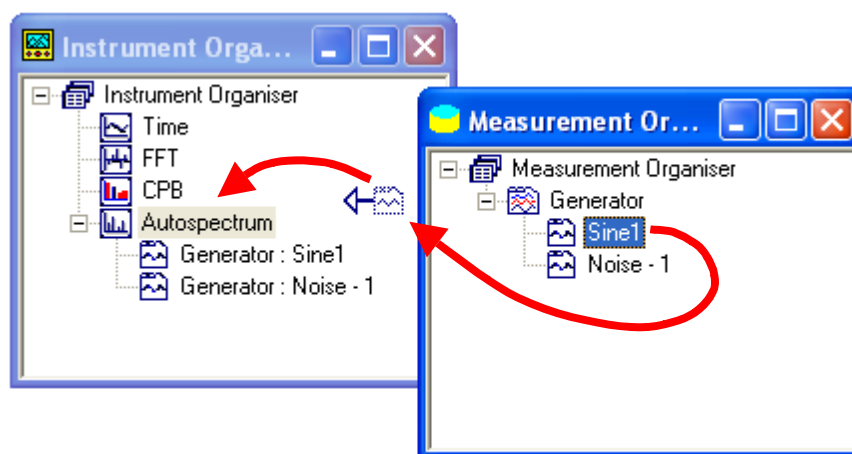 Instrument Orga...
Instrument Organiser
Time
FFT
CPB
Autospectrum
Generator : Sine1
Generator : Noise - 1
Measurement Or...
Measurement Organiser
Generator
Sine1
Noise - 1